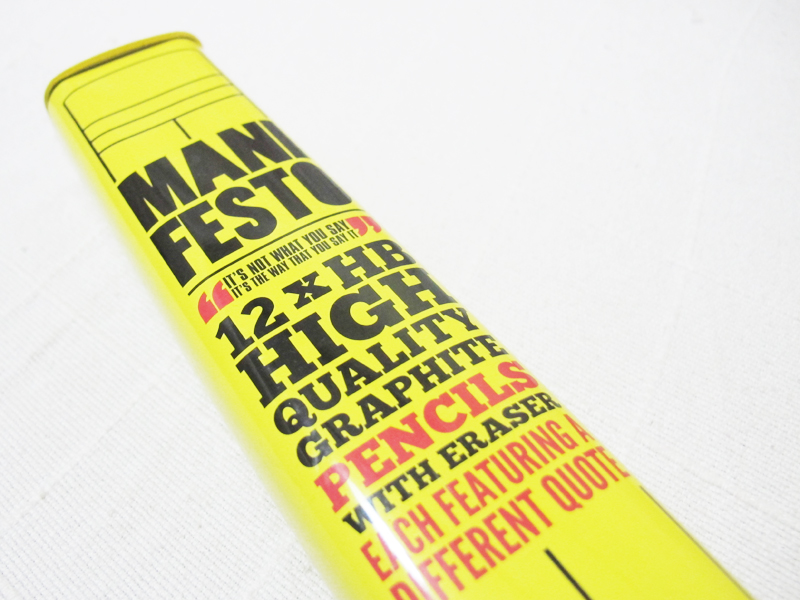 MANI
FESTO
“IT'S NOT WHAT YOU SAY
IT'S THE WAY THAT YOU SAY IT”
12 x HB
HIGH
QUALITY
GRAPHITE
PENCILS
WITH ERASER
EACH FEATURING A
DIFFERENT QUOTE